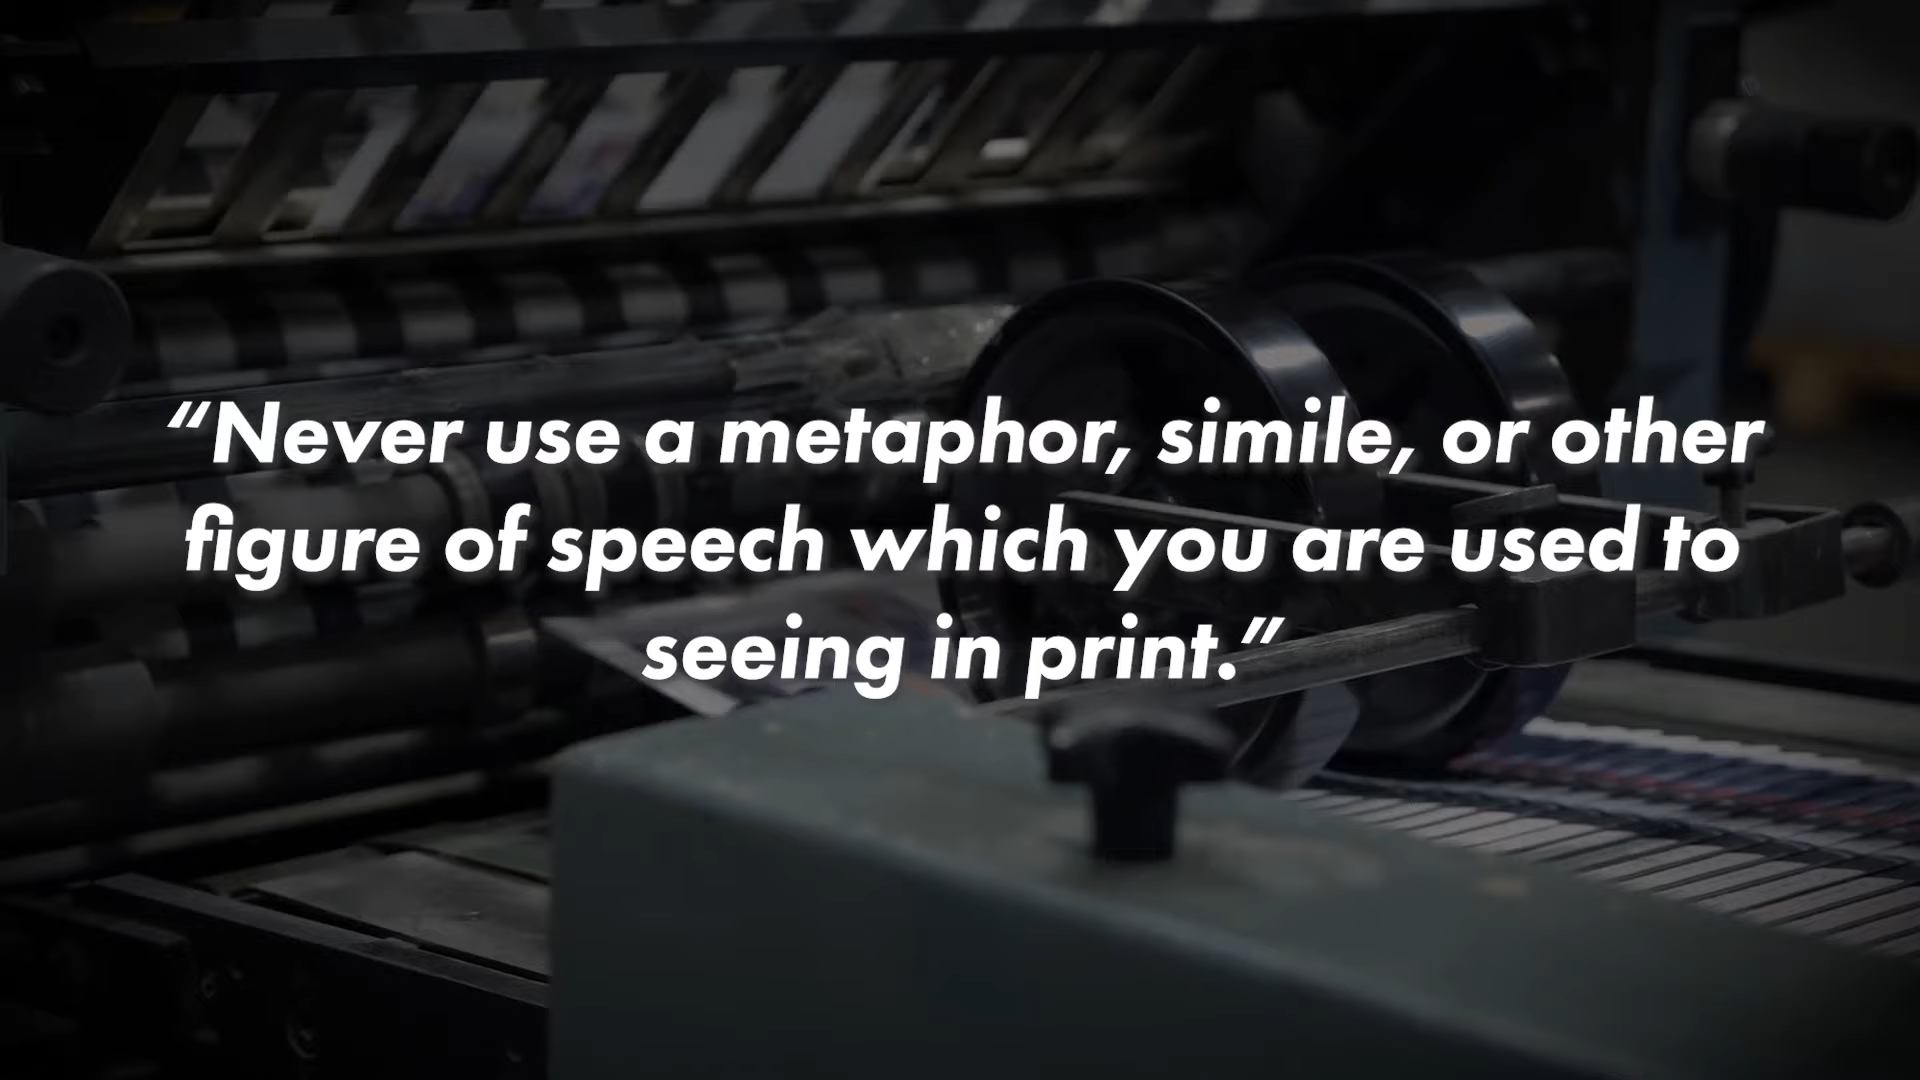 “Never use a metaphor, simile, or other
figure of speech which you are used to
seeing in print.”